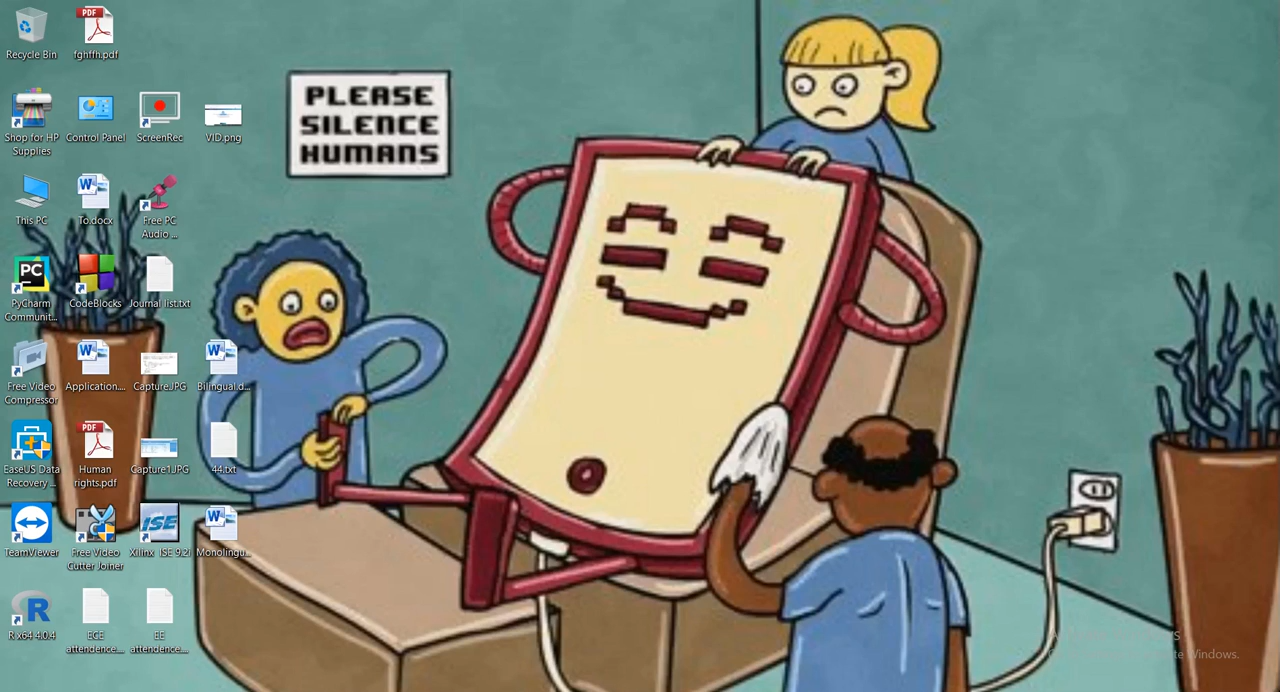 Recycle Bin
fghffh.pdf
Shop for HP
Supplies
Control Panel
ScreenRec
VID.png
This PC
To.docx
Free PC
Audio ...
PyCharm
Communit...
CodeBlocks
Journal list.txt
Free Video
Compressor
Application....
Capture.JPG
Bilingual.d...
EaseUS Data
Recovery ...
Human
rights.pdf
Capture1.JPG
44.txt
TeamViewer
Free Video
Cutter Joiner
Xilinx ISE 9.2i
Monolingu...
R x64 4.0.4
ECE
attendence....
EE
attendence....
PLEASE
SILENCE
HUMANS
Windows.